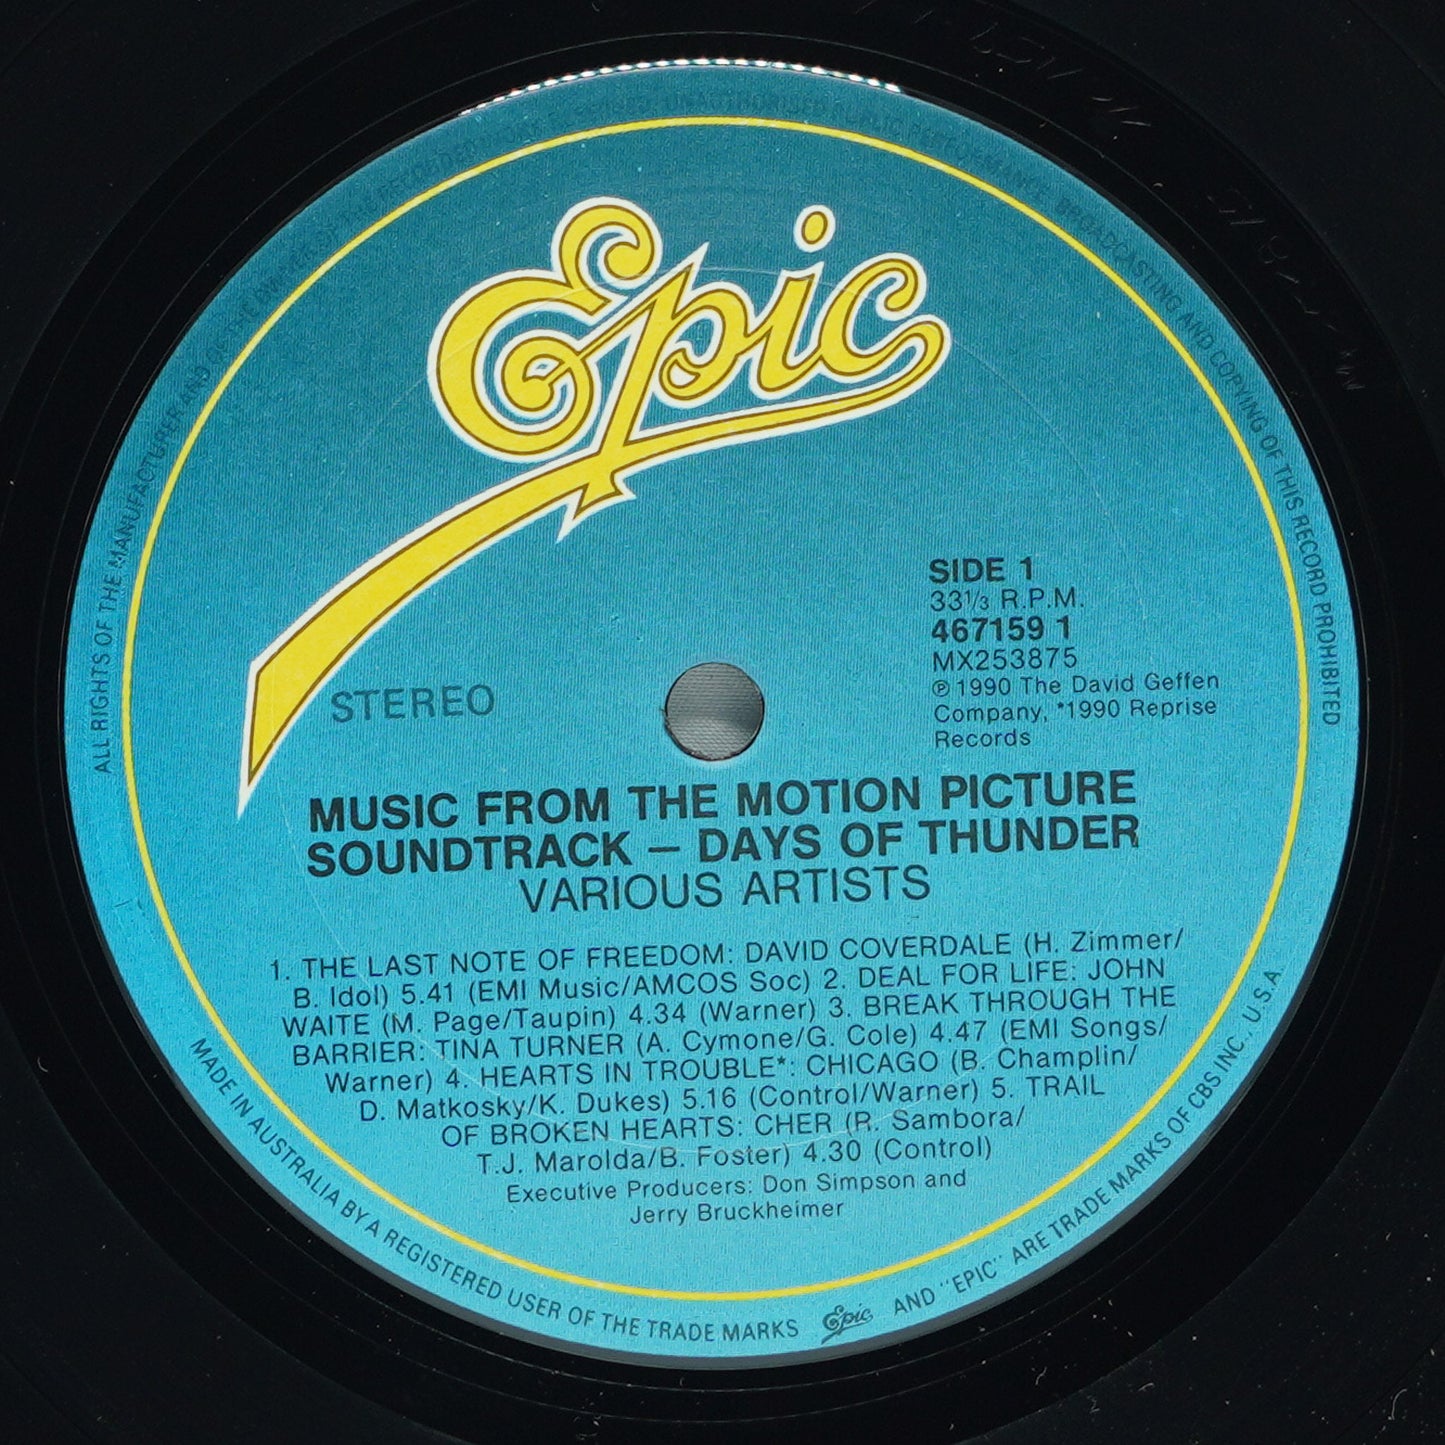 Epic
SIDE 1
33⅓ R.P.M.
467159 1
MX253875
℗ 1990 The David Geffen
Company, *1990 Reprise
Records
STEREO
MUSIC FROM THE MOTION PICTURE
SOUNDTRACK – DAYS OF THUNDER
VARIOUS ARTISTS
1. THE LAST NOTE OF FREEDOM: DAVID COVERDALE (H. Zimmer/
B. Idol) 5.41 (EMI Music/AMCOS Soc) 2. DEAL FOR LIFE: JOHN
WAITE (M. Page/Taupin) 4.34 (Warner) 3. BREAK THROUGH THE
BARRIER: TINA TURNER (A. Cymone/G. Cole) 4.47 (EMI Songs/
Warner) 4. HEARTS IN TROUBLE*: CHICAGO (B. Champlin/
D. Matkosky/K. Dukes) 5.16 (Control/Warner) 5. TRAIL
OF BROKEN HEARTS: CHER (R. Sambora/
T.J. Marolda/B. Foster) 4.30 (Control)
Executive Producers: Don Simpson and
Jerry Bruckheimer
ALL RIGHTS OF THE MANUFACTURER AND OF THE OWNER OF THE RECORDED WORK RESERVED. UNAUTHORISED PUBLIC PERFORMANCE BROADCASTING AND COPYING OF THIS RECORD PROHIBITED
MADE IN AUSTRALIA BY A REGISTERED USER OF THE TRADE MARKS Epic AND "EPIC" ARE TRADE MARKS OF CBS INC., U.S.A.